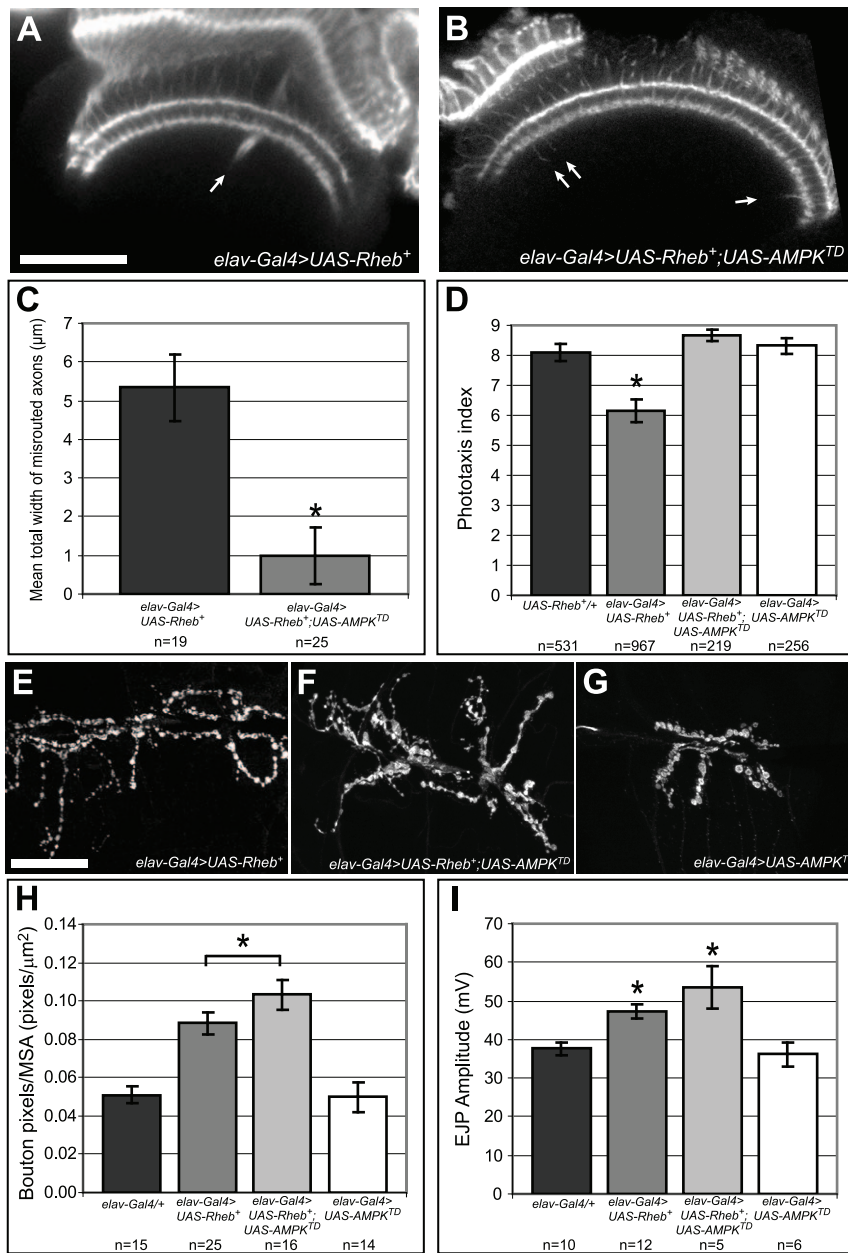 A
elav-Gal4>UAS-Rheb+
B
elav-Gal4>UAS-Rheb+;UAS-AMPKTD
C
Mean total width of misrouted axons (µm)
7
6
5
4
3
2
1
0
*
elav-Gal4>
UAS-Rheb+
n=19
elav-Gal4>
UAS-Rheb+;UAS-AMPKTD
n=25
D
Phototaxis index
9
8
7
6
5
4
3
2
1
0
*
UAS-Rheb+/+
n=531
elav-Gal4>
UAS-Rheb+
n=967
elav-Gal4>
UAS-Rheb+;
UAS-AMPKTD
n=219
elav-Gal4>
UAS-AMPKTD
n=256
E
elav-Gal4>UAS-Rheb+
F
elav-Gal4>UAS-Rheb+;UAS-AMPKTD
G
elav-Gal4>UAS-AMPKT
H
Bouton pixels/MSA (pixels/µm2)
0.14
0.12
0.10
0.08
0.06
0.04
0.02
0.00
*
elav-Gal4/+
n=15
elav-Gal4>
UAS-Rheb+
n=25
elav-Gal4>
UAS-Rheb+;
UAS-AMPKTD
n=16
elav-Gal4>
UAS-AMPKTD
n=14
I
EJP Amplitude (mV)
70
60
50
40
30
20
10
0
*
*
elav-Gal4/+
n=10
elav-Gal4>
UAS-Rheb+
n=12
elav-Gal4>
UAS-Rheb+;
UAS-AMPKTD
n=5
elav-Gal4>
UAS-AMPKTD
n=6